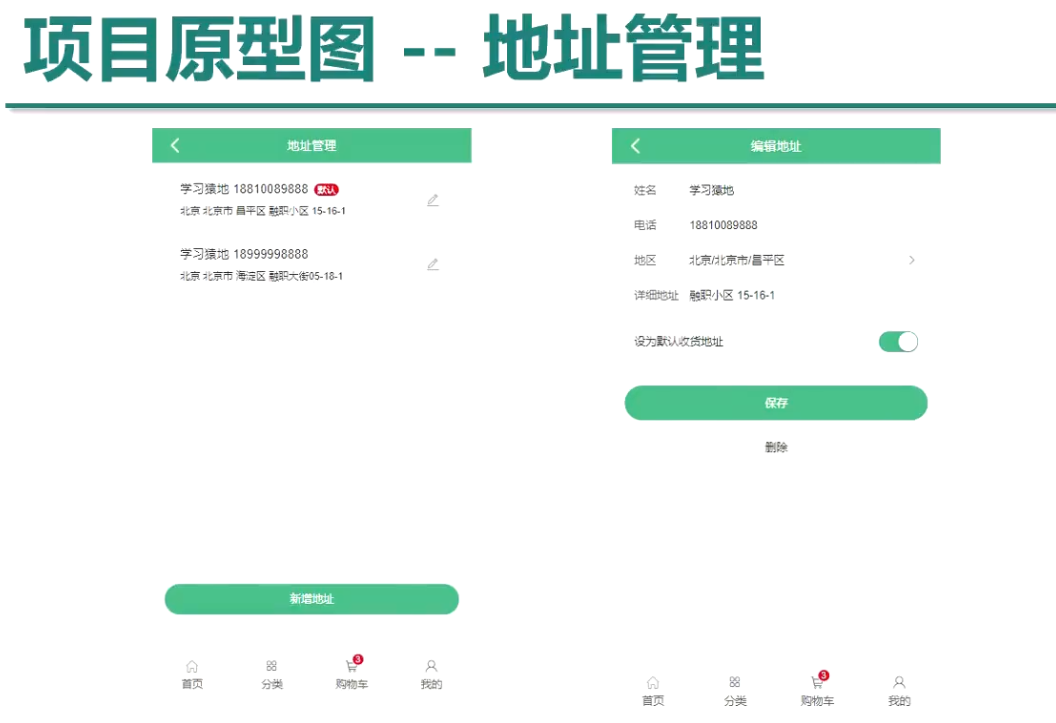 项目原型图 -- 地址管理
地址管理
学习猿地 18810089888 默认
北京 北京市 昌平区 融职小区 15-16-1
学习猿地 18999998888
北京 北京市 海淀区 融职大街05-18-1
新增地址
首页 分类 3 购物车 我的
编辑地址
姓名 学习猿地
电话 18810089888
地区 北京/北京市/昌平区
详细地址 融职小区 15-16-1
设为默认收货地址
保存
删除
首页 分类 3 购物车 我的